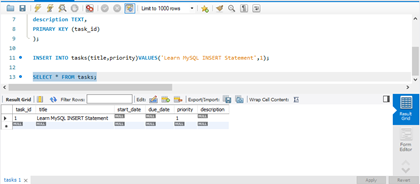 Limit to 1000 rows
7 description TEXT,
8 PRIMARY KEY (task_id)
9 );
10
11 INSERT INTO tasks(title,priority)VALUES('Learn MySQL INSERT Statement',1);
12
13 SELECT * FROM tasks;
Result Grid Filter Rows: Edit: Export/Import: Wrap Cell Content:
task_id title start_date due_date priority description
1 Learn MySQL INSERT Statement NULL NULL 1 NULL
NULL NULL NULL NULL NULL NULL
Result
Grid
Form
Editor
tasks 1
Apply Revert